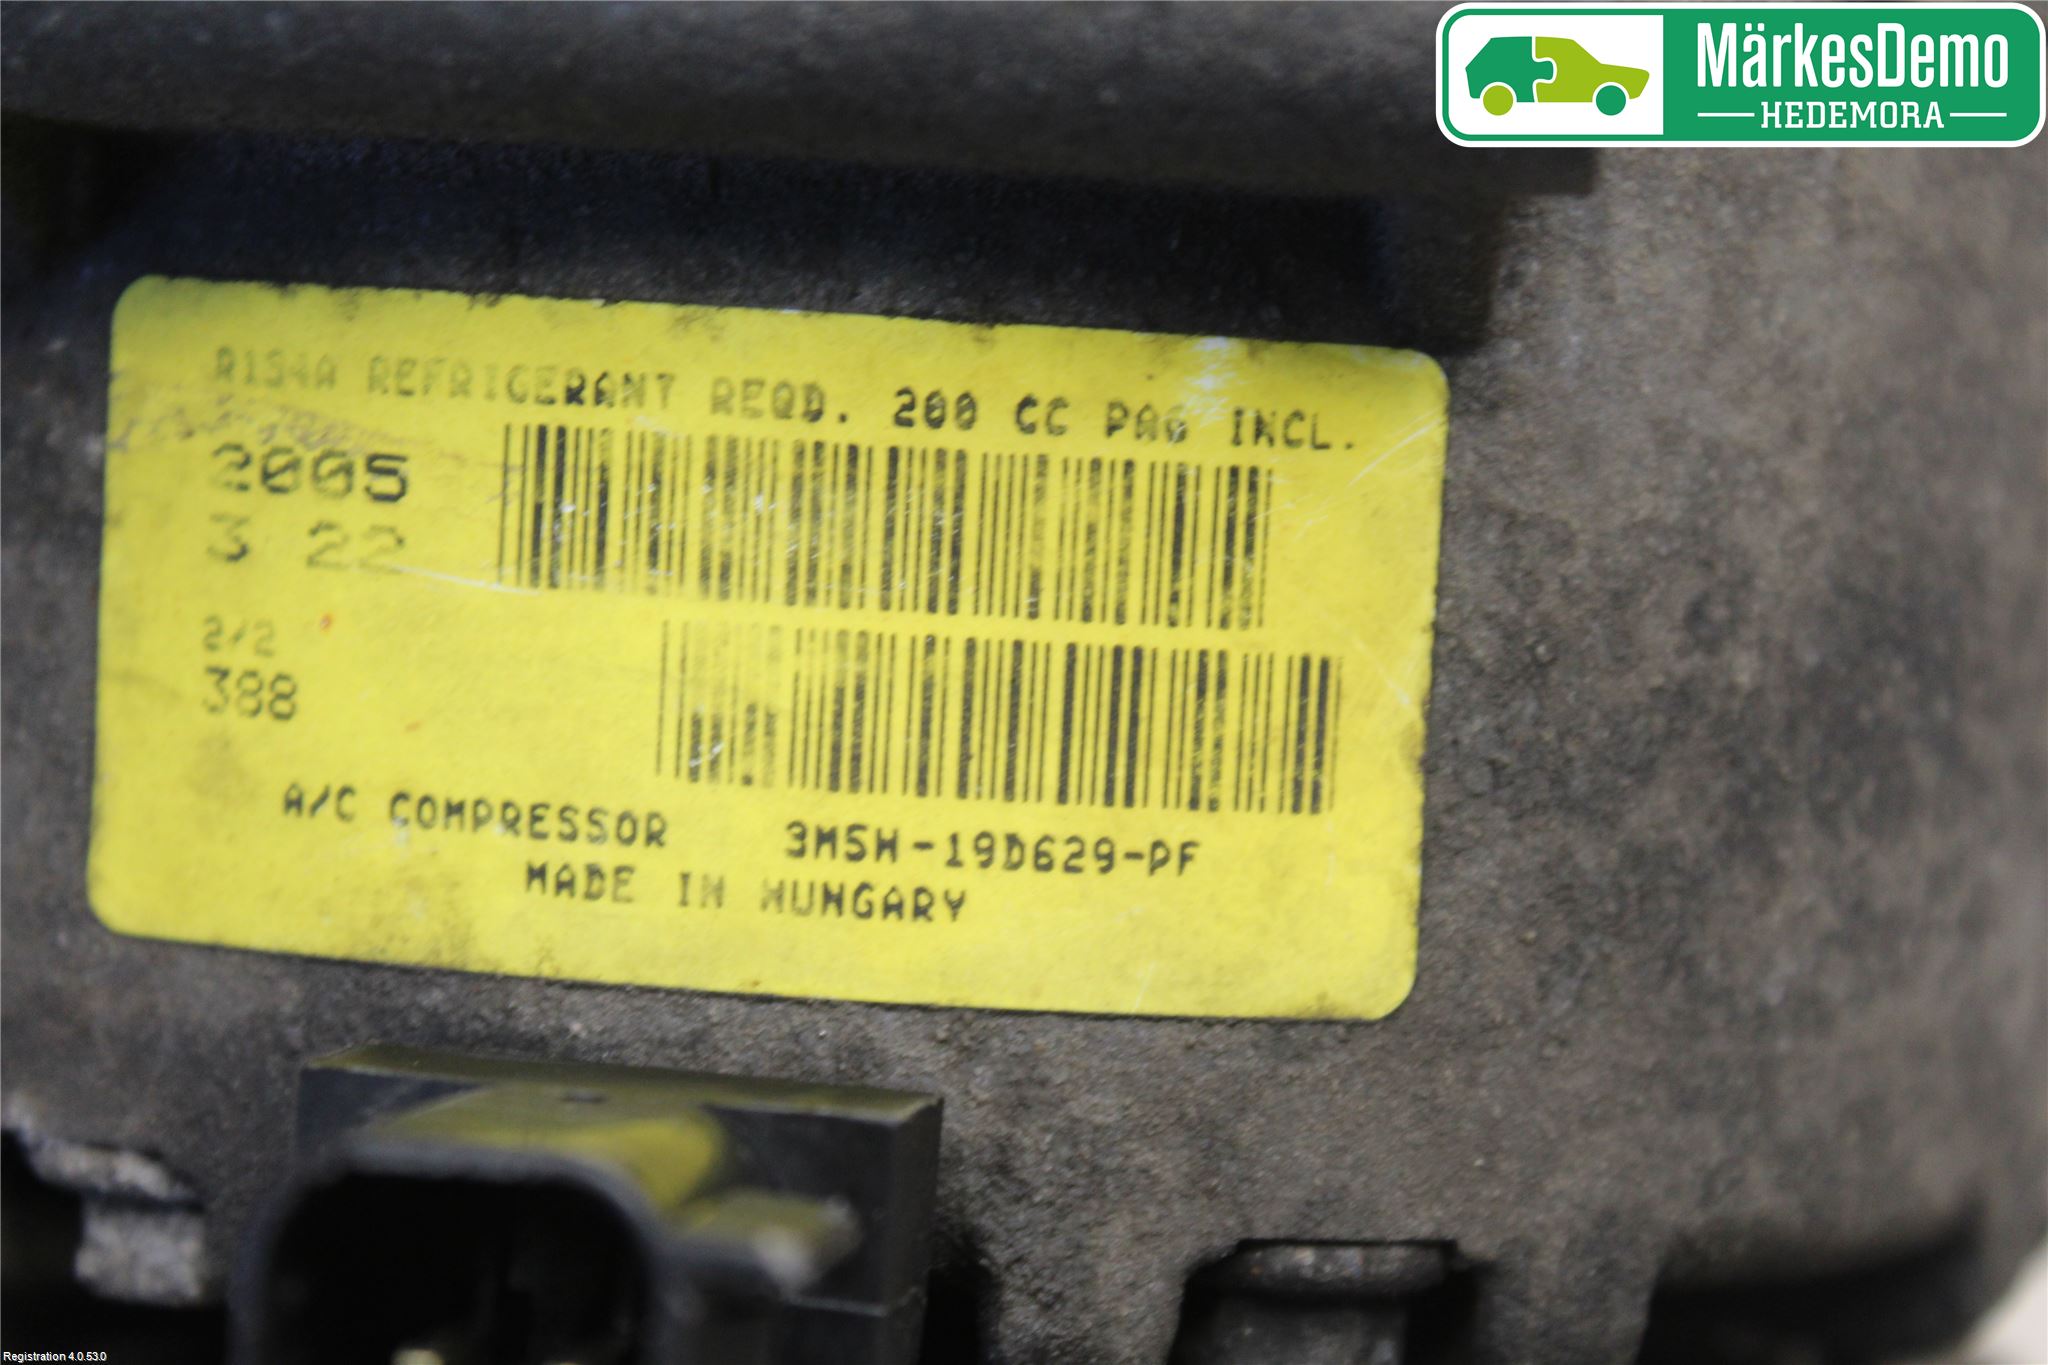 MärkesDemo
HEDEMORA
R134A REFRIGERANT REQD. 200 CC PAG INCL.
2005
3 22
2/2
388
A/C COMPRESSOR 3M5H-19D629-PF
MADE IN HUNGARY
Registration 4.0.53.0